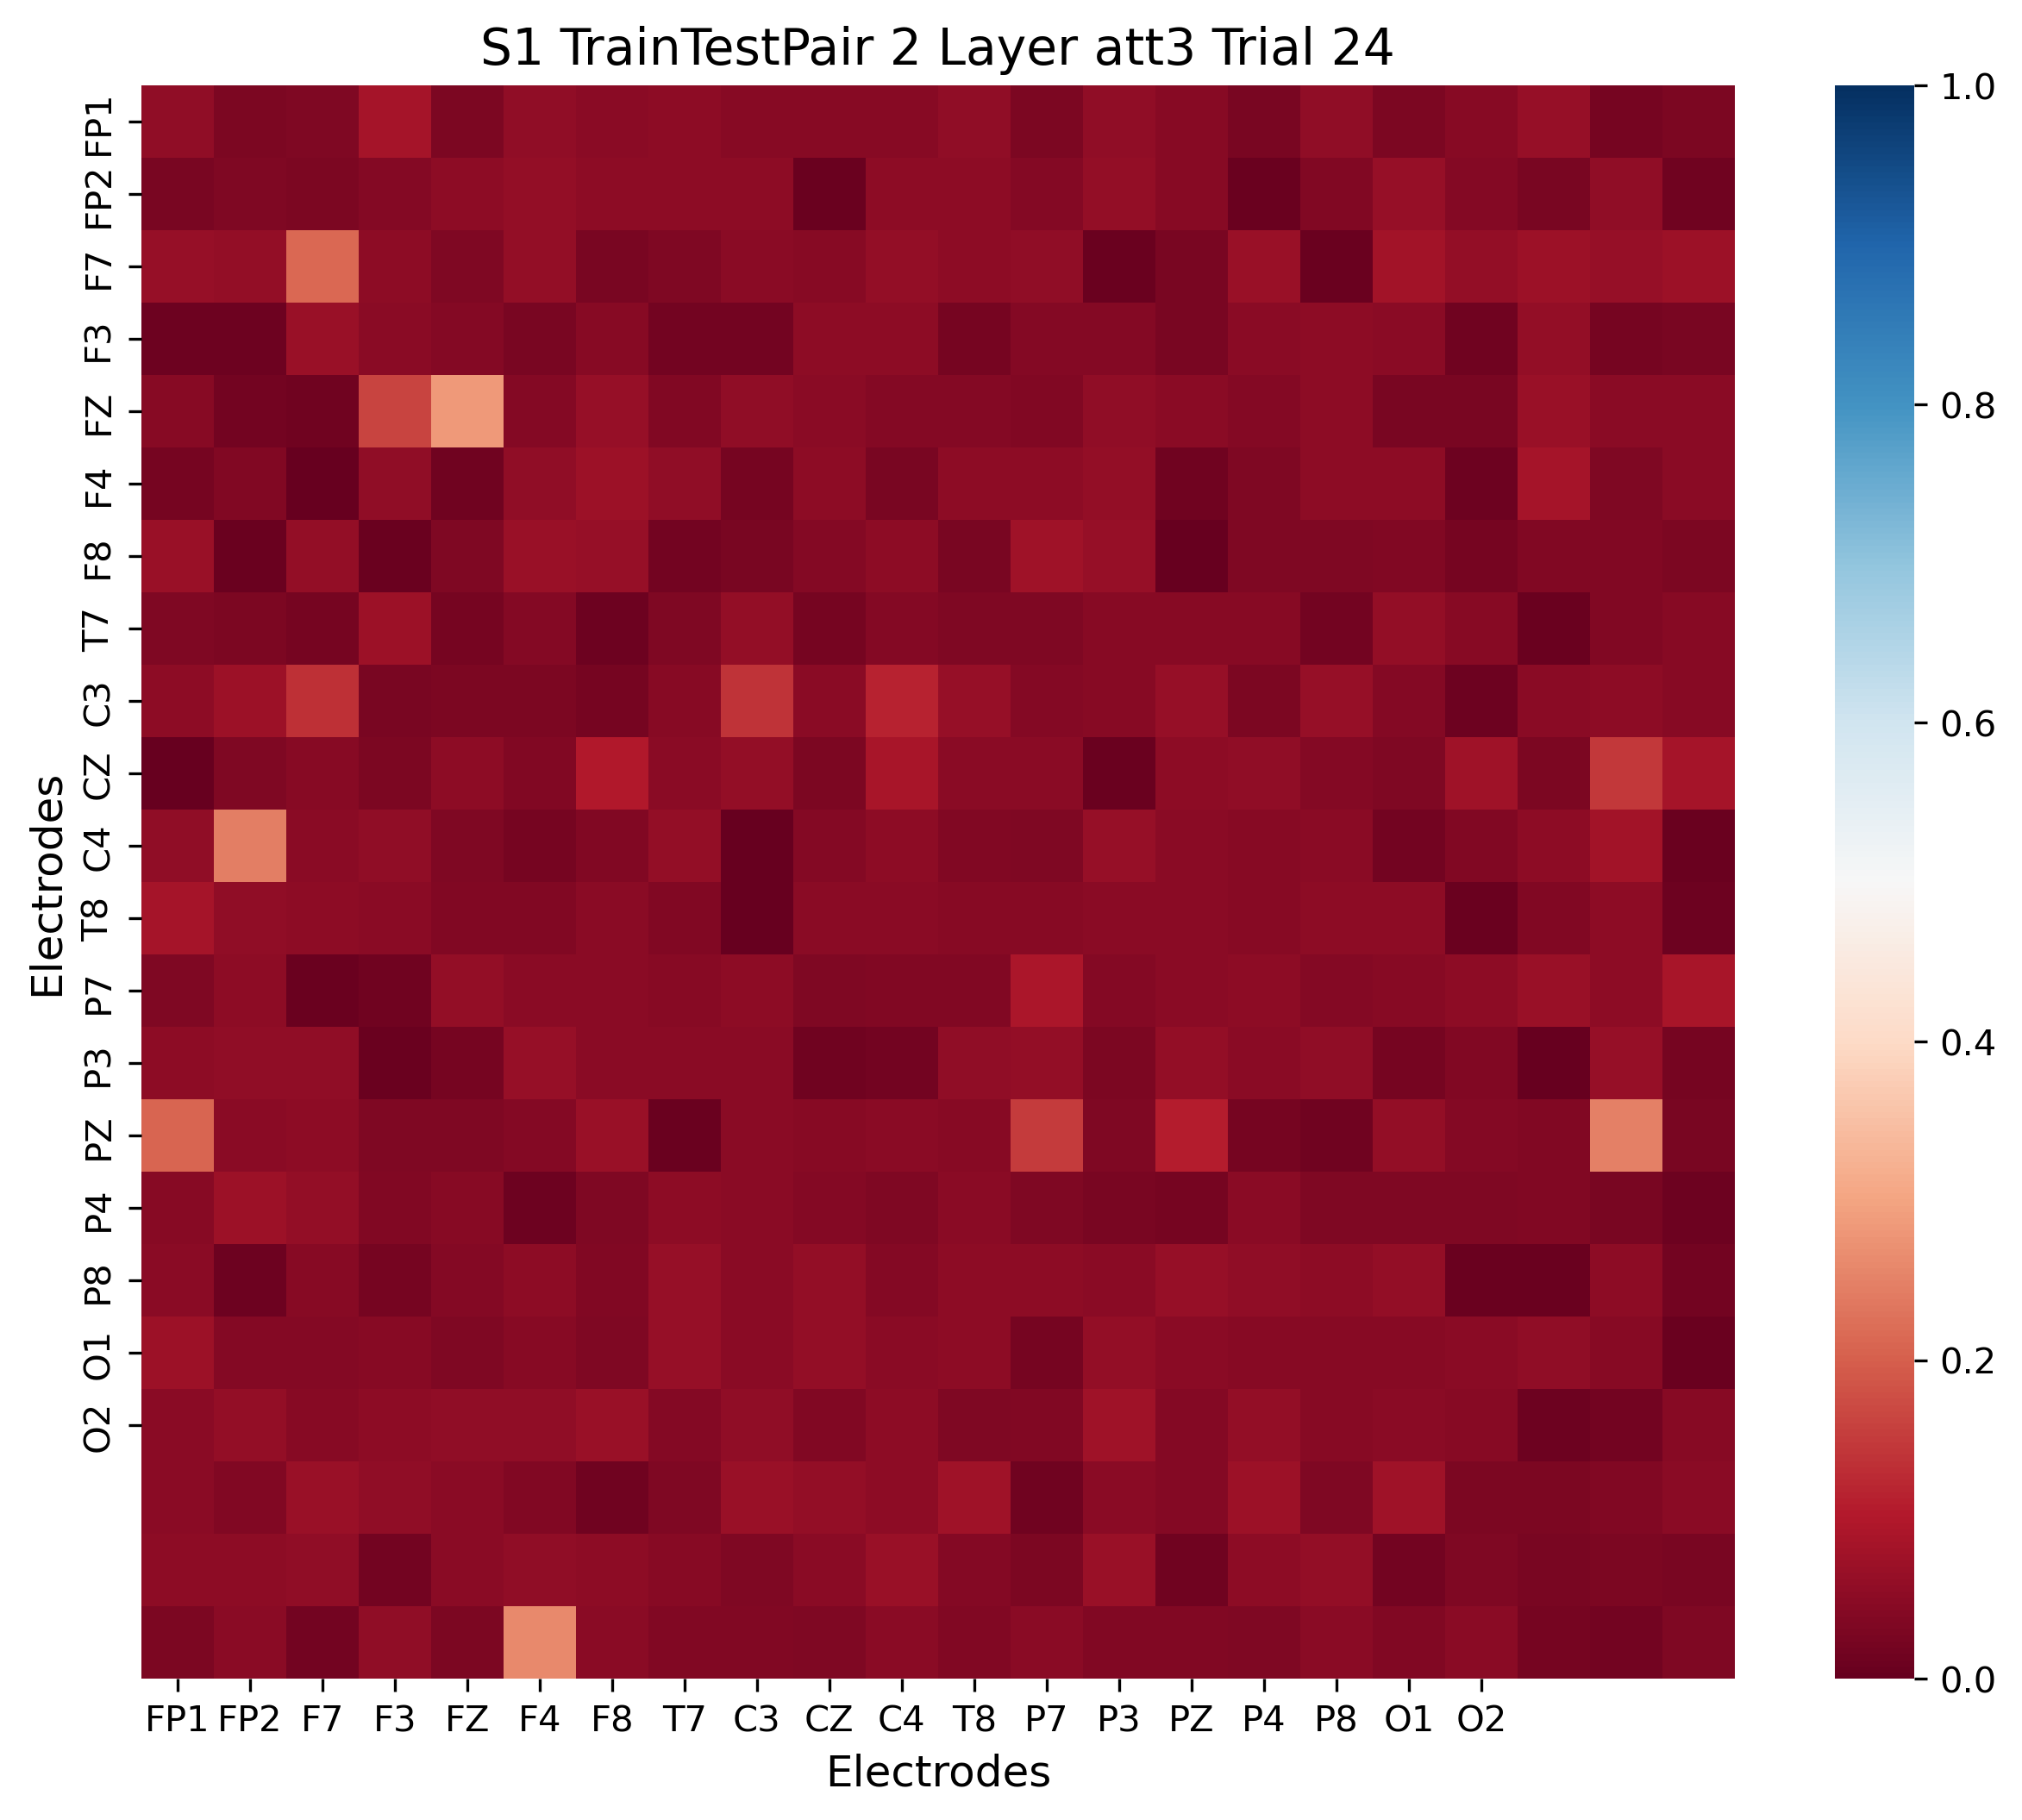 S1 TrainTestPair 2 Layer att3 Trial 24
Electrodes
FP1
FP2
F7
F3
FZ
F4
F8
T7
C3
CZ
C4
T8
P7
P3
PZ
P4
P8
O1
O2
FP1 FP2 F7 F3 FZ F4 F8 T7 C3 CZ C4 T8 P7 P3 PZ P4 P8 O1 O2
Electrodes
1.0
0.8
0.6
0.4
0.2
0.0